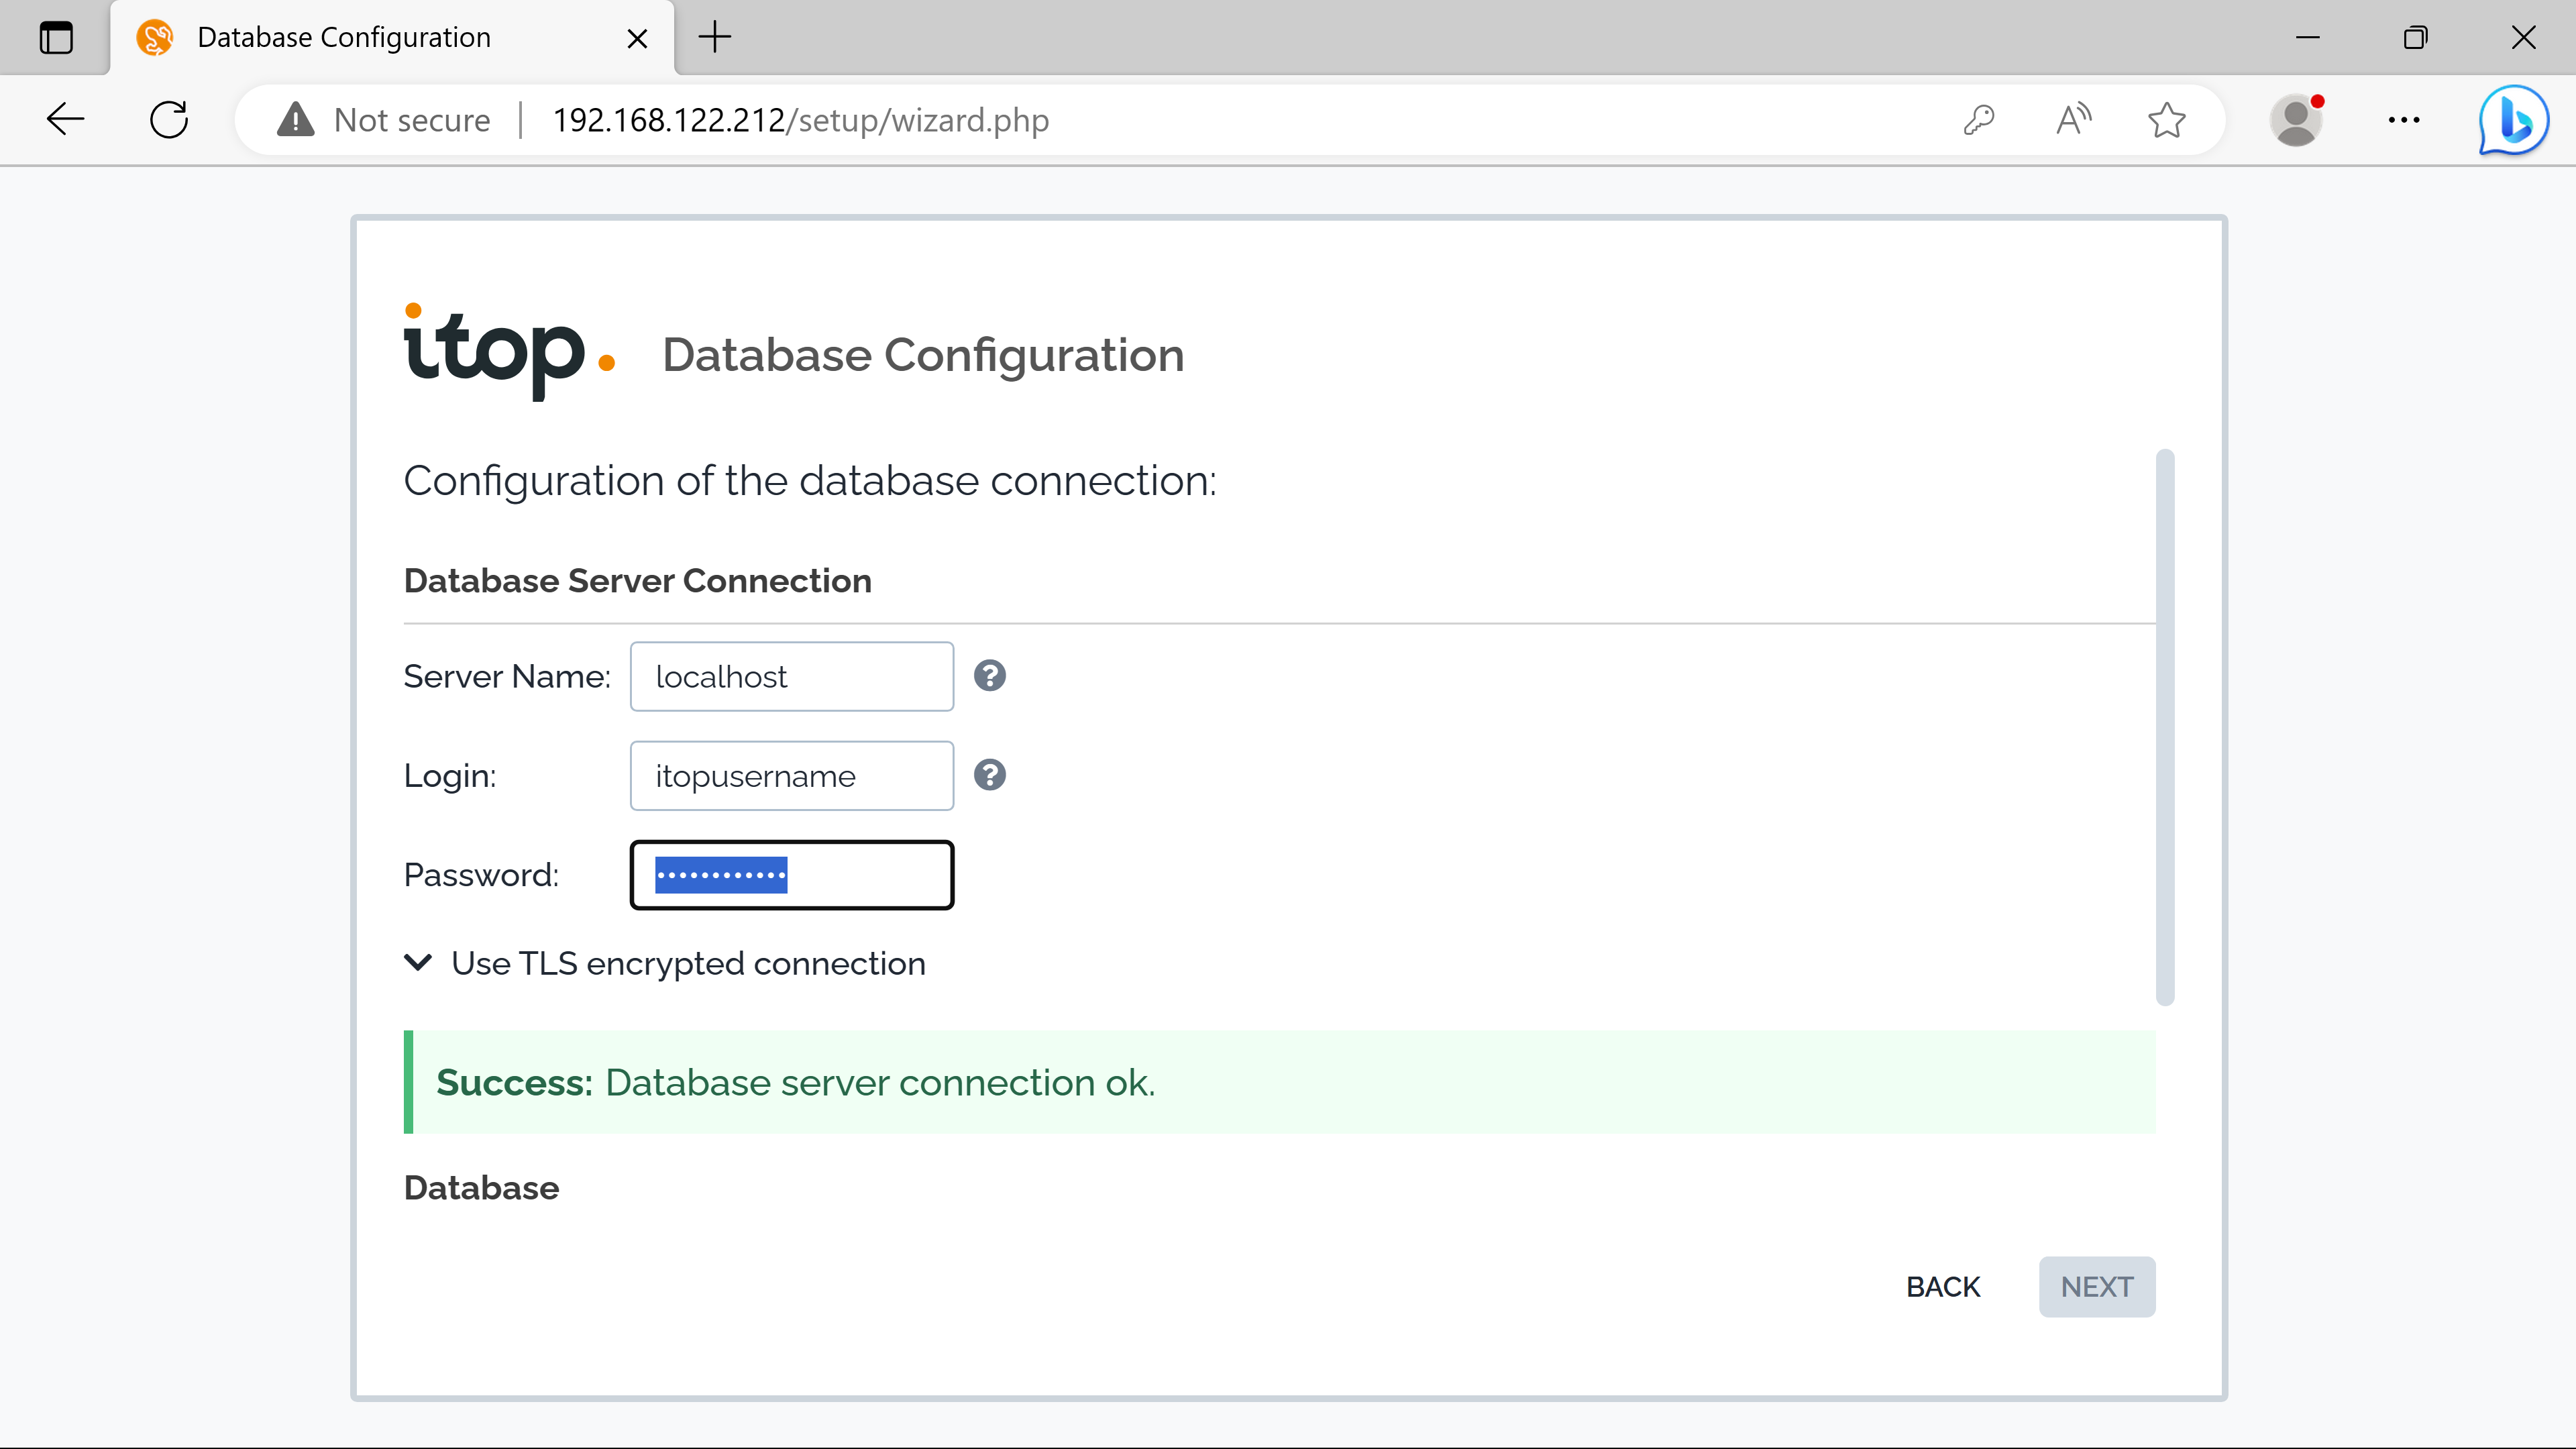 Database Configuration
Not secure | 192.168.122.212/setup/wizard.php
itop. Database Configuration
Configuration of the database connection:
Database Server Connection
Server Name: localhost ?
Login: itopusername ?
Password: ••••••••••••
Use TLS encrypted connection
Success: Database server connection ok.
Database
BACK NEXT